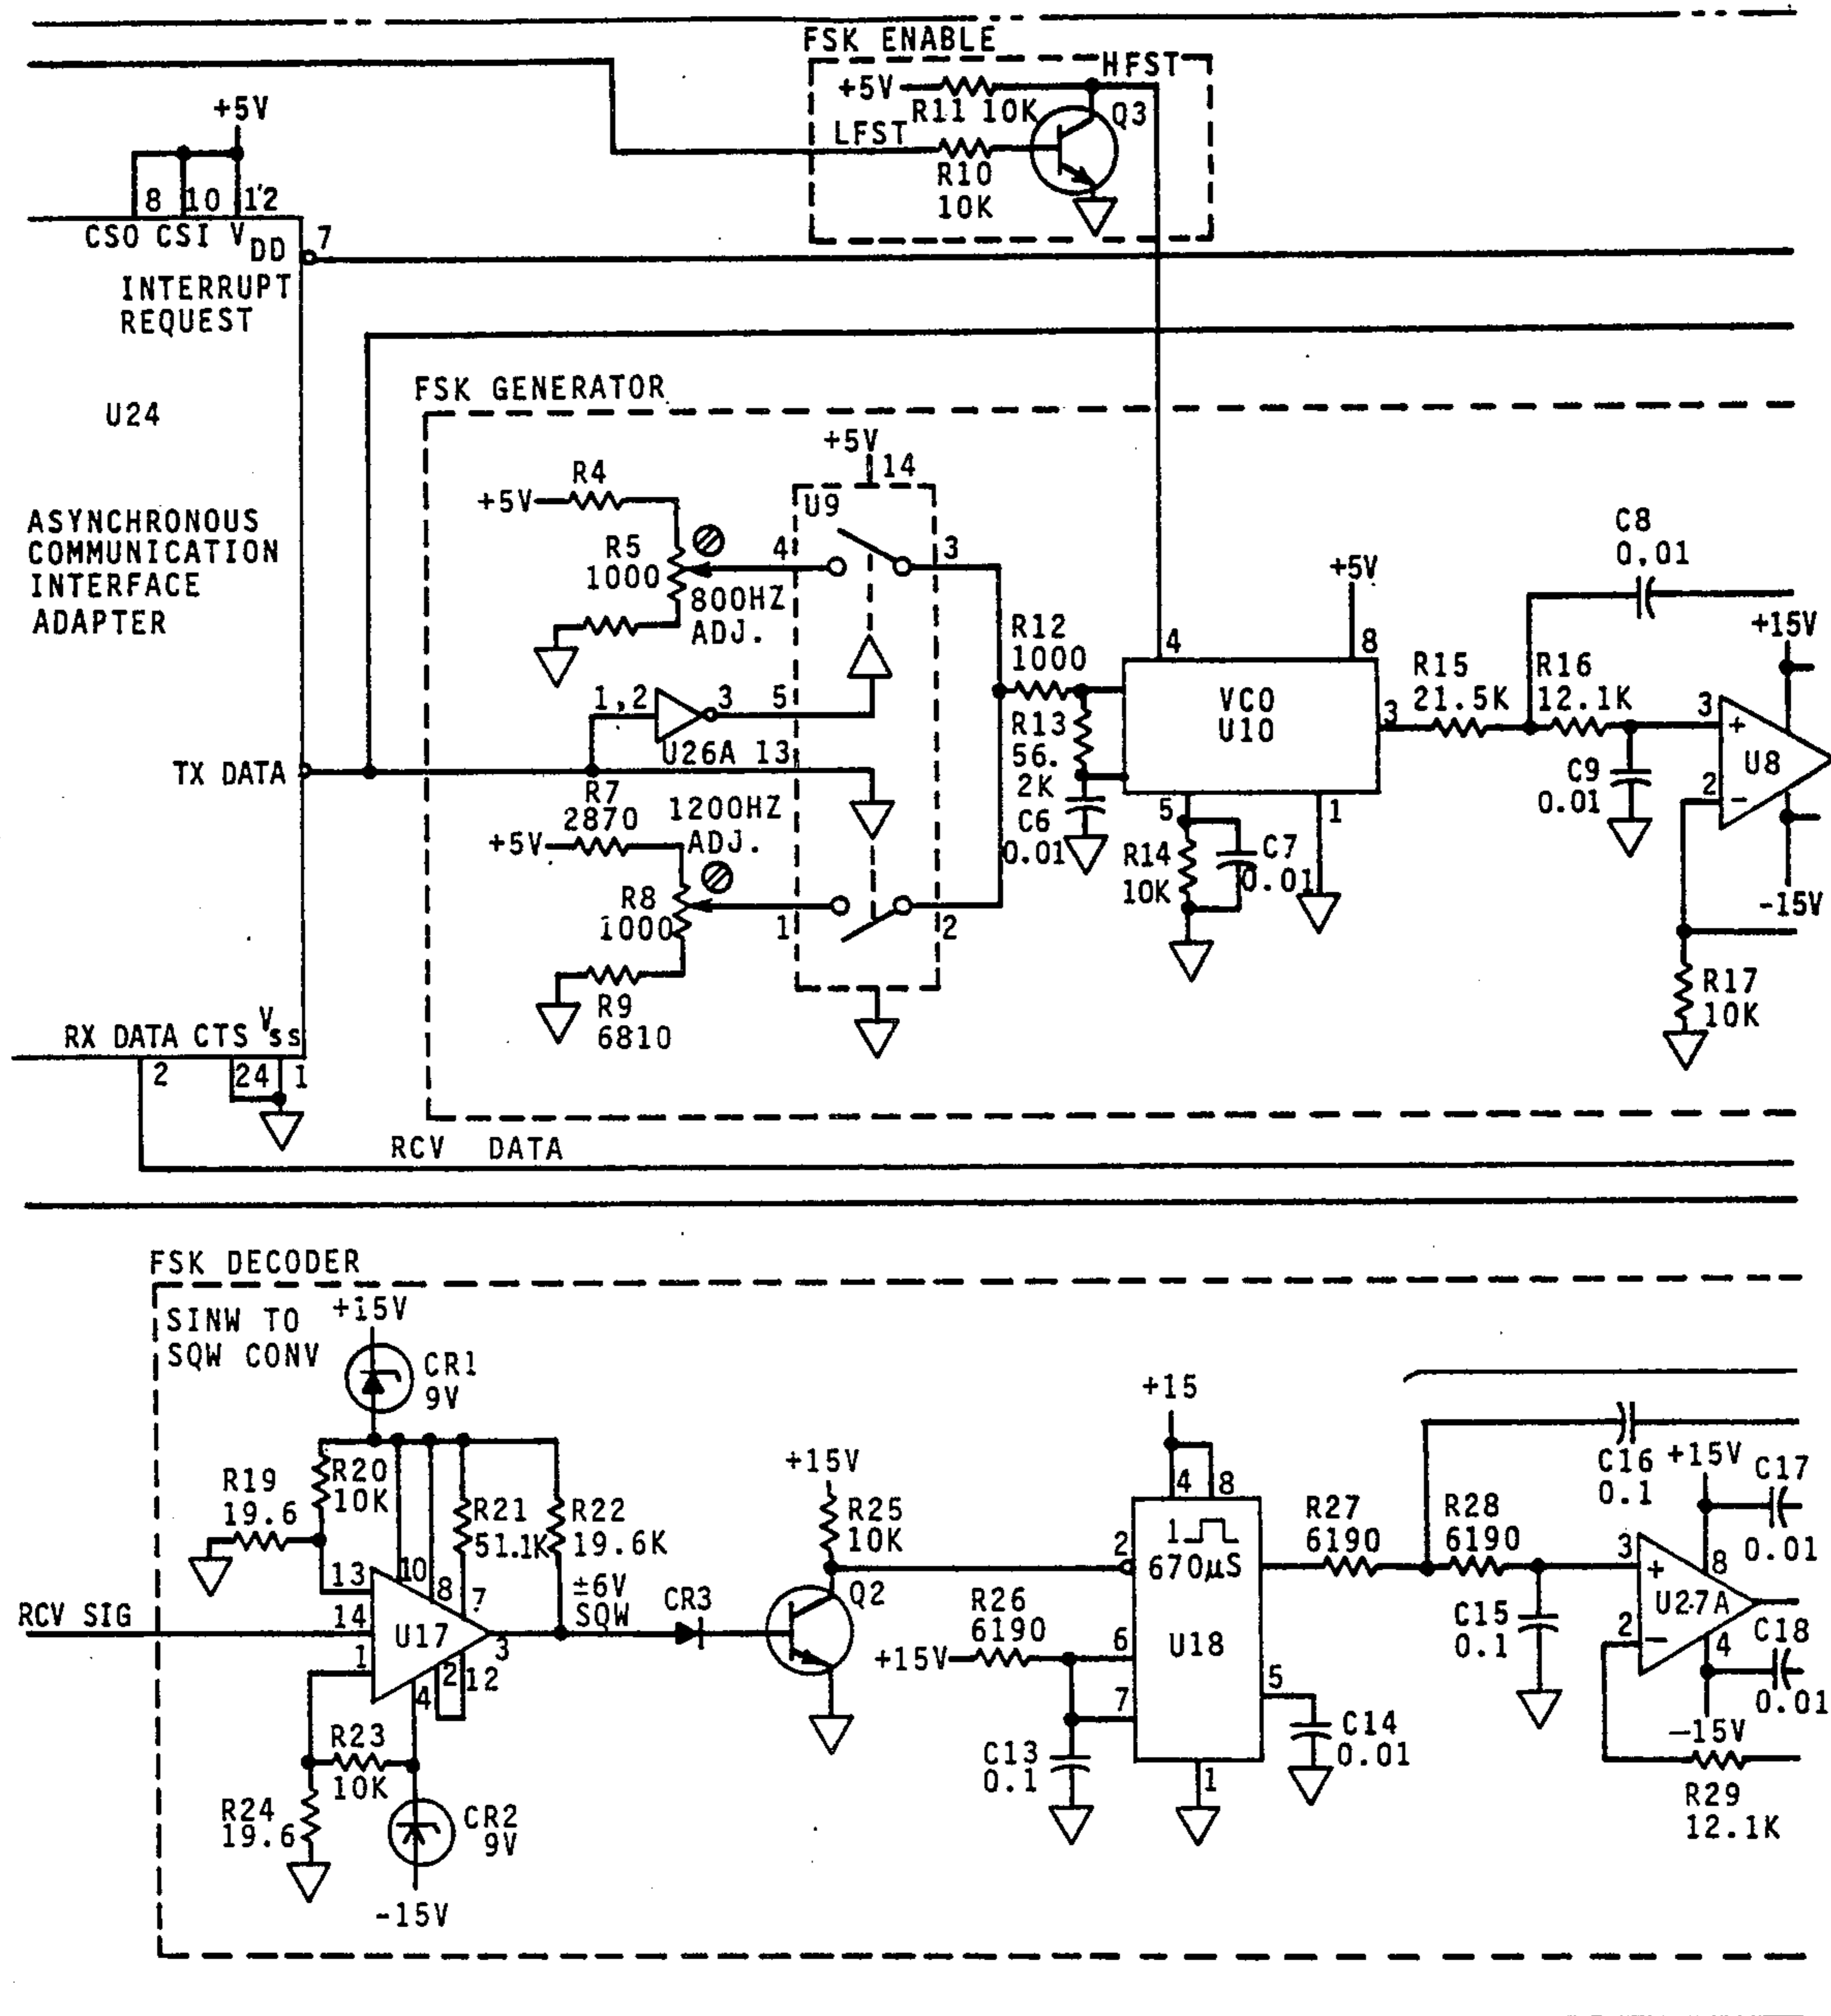 FSK ENABLE
HFST
+5V
R11 10K
Q3
LFST
R10
10K
+5V
8 10 12
CSO CSI VDD
7
INTERRUPT
REQUEST
U24
ASYNCHRONOUS
COMMUNICATION
INTERFACE
ADAPTER
TX DATA
RX DATA CTS Vss
2 24 1
RCV DATA
FSK GENERATOR
+5V
14
U9
R4
+5V
R5
1000
800HZ
ADJ.
4
3
1,2
3
5
U26A
13
R7
2870
+5V
1200HZ
ADJ.
R8
1000
1
2
R9
6810
R12
1000
R13
56.
2K
C6
0.01
4
+5V
8
VCO
U10
3
5
1
R14
10K
C7
0.01
R15
21.5K
R16
12.1K
C8
0.01
C9
0.01
+15V
3
+
U8
2
-
-15V
R17
10K
FSK DECODER
SINW TO
SQW CONV
+15V
CR1
9V
R19
19.6
R20
10K
R21
51.1K
R22
19.6K
13
10
8
7
RCV SIG
14
U17
3
1
4
2
12
±6V
SQW
CR3
R23
10K
R24
19.6
CR2
9V
-15V
+15V
R25
10K
Q2
R26
6190
+15V
C13
0.1
+15
4 8
2
1
670µS
6
U18
7
5
1
C14
0.01
R27
6190
R28
6190
C16
0.1
C15
0.1
+15V
C17
0.01
3
+
8
U27A
2
-
4
C18
0.01
-15V
R29
12.1K